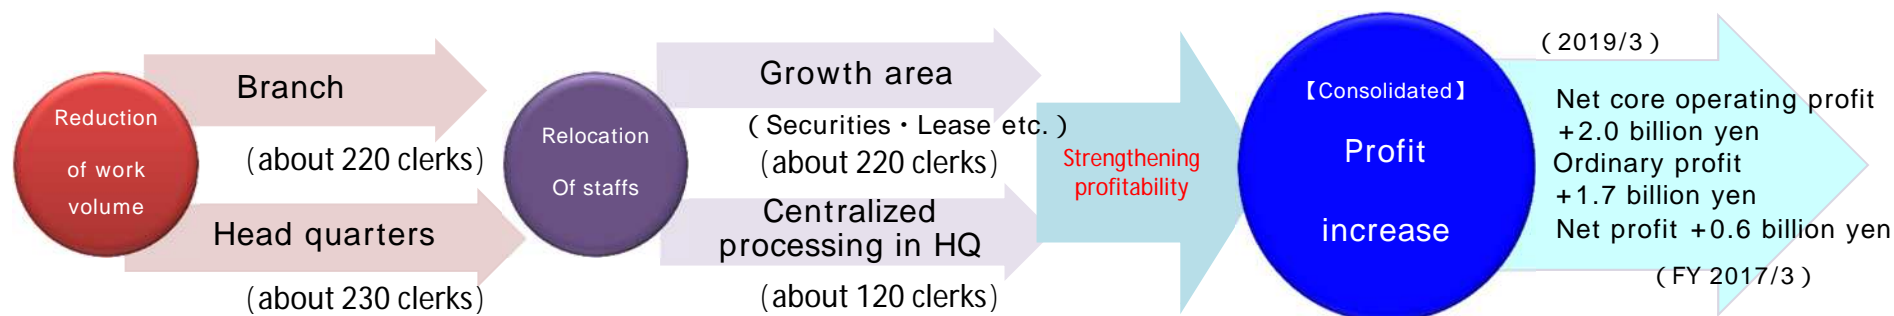 Reduction
of work
volume
Branch
(about 220 clerks)
Head quarters
(about 230 clerks)
Relocation
Of staffs
Growth area
(Securities・Lease etc.)
(about 220 clerks)
Centralized
processing in HQ
(about 120 clerks)
Strengthening
profitability
【Consolidated】
Profit
increase
(2019/3)
Net core operating profit
+2.0 billion yen
Ordinary profit
+1.7 billion yen
Net profit +0.6 billion yen
(FY 2017/3)